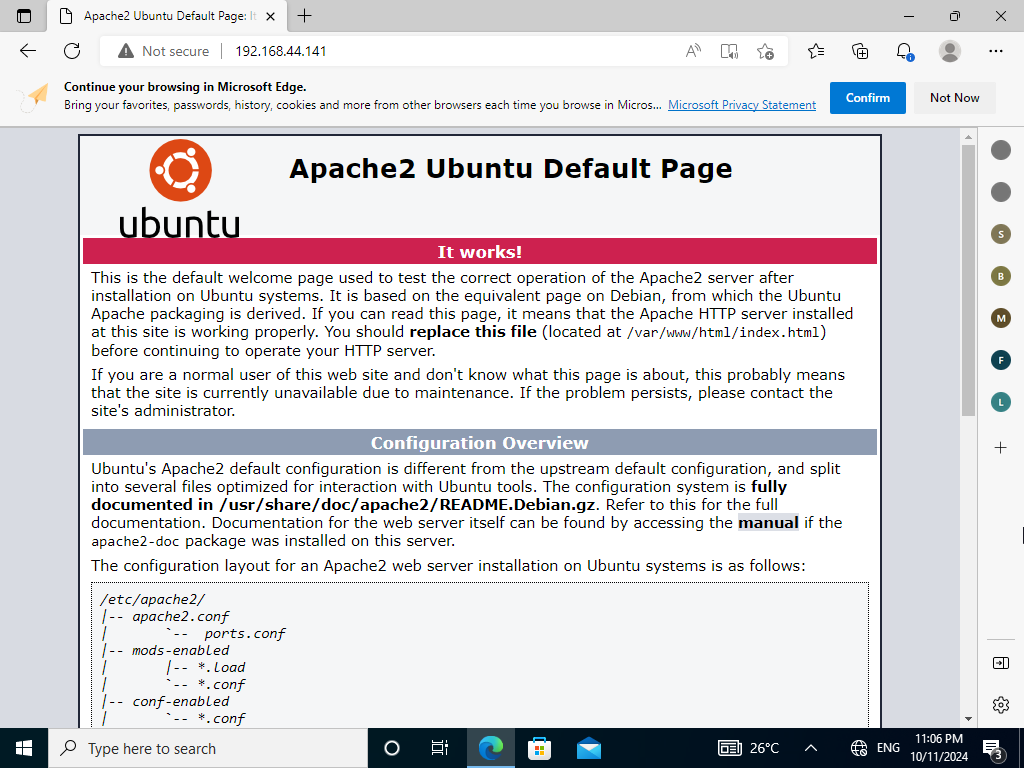 Apache2 Ubuntu Default Page: It
Not secure
192.168.44.141
Continue your browsing in Microsoft Edge.
Bring your favorites, passwords, history, cookies and more from other browsers each time you browse in Micros... Microsoft Privacy Statement
Confirm
Not Now
ubuntu
Apache2 Ubuntu Default Page
It works!
This is the default welcome page used to test the correct operation of the Apache2 server after
installation on Ubuntu systems. It is based on the equivalent page on Debian, from which the Ubuntu
Apache packaging is derived. If you can read this page, it means that the Apache HTTP server installed
at this site is working properly. You should replace this file (located at /var/www/html/index.html)
before continuing to operate your HTTP server.
If you are a normal user of this web site and don't know what this page is about, this probably means
that the site is currently unavailable due to maintenance. If the problem persists, please contact the
site's administrator.
Configuration Overview
Ubuntu's Apache2 default configuration is different from the upstream default configuration, and split
into several files optimized for interaction with Ubuntu tools. The configuration system is fully
documented in /usr/share/doc/apache2/README.Debian.gz. Refer to this for the full
documentation. Documentation for the web server itself can be found by accessing the manual if the
apache2-doc package was installed on this server.
The configuration layout for an Apache2 web server installation on Ubuntu systems is as follows:
/etc/apache2/
|-- apache2.conf
|       `--  ports.conf
|-- mods-enabled
|       |-- *.load
|       `-- *.conf
|-- conf-enabled
|       `-- *.conf
S
B
M
F
L
Type here to search
26°C
ENG
11:06 PM
10/11/2024
3